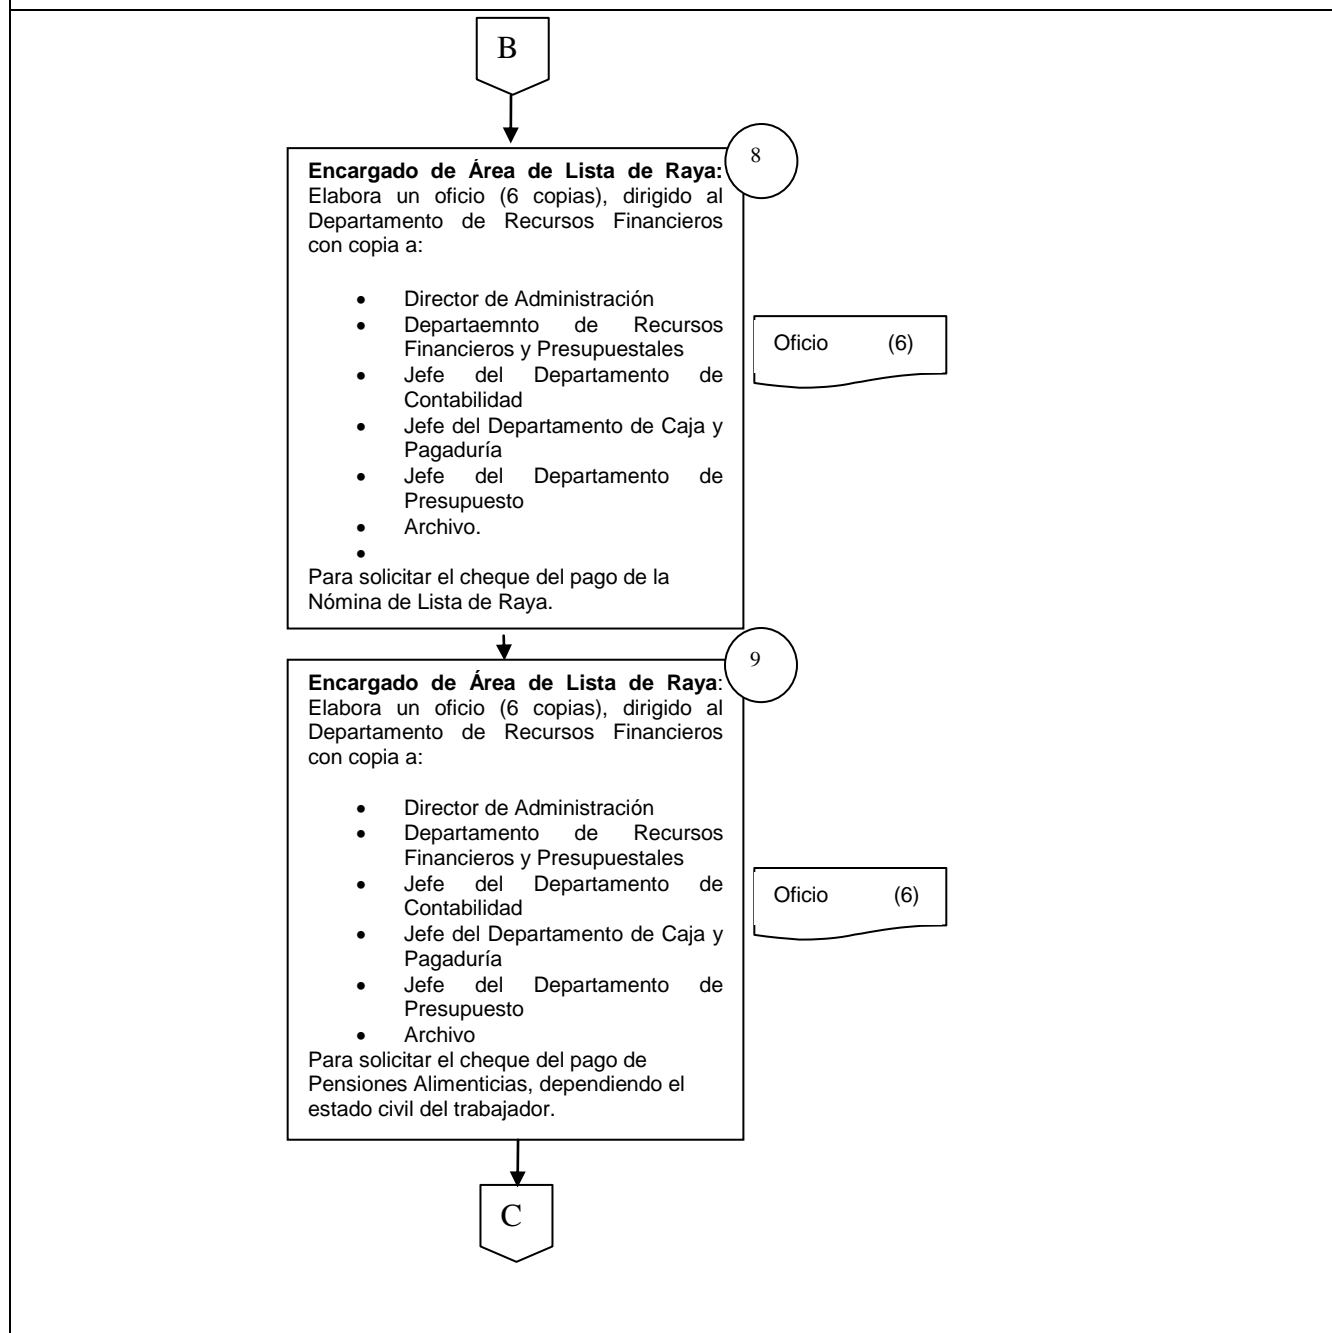 B
8
Encargado de Área de Lista de Raya:
Elabora un oficio (6 copias), dirigido al
Departamento de Recursos Financieros
con copia a:
• Director de Administración
• Departaemnto de Recursos
Financieros y Presupuestales
• Jefe del Departamento de
Contabilidad
• Jefe del Departamento de Caja y
Pagaduría
• Jefe del Departamento de
Presupuesto
• Archivo.
•
Para solicitar el cheque del pago de la
Nómina de Lista de Raya.
Oficio (6)
9
Encargado de Área de Lista de Raya:
Elabora un oficio (6 copias), dirigido al
Departamento de Recursos Financieros
con copia a:
• Director de Administración
• Departamento de Recursos
Financieros y Presupuestales
• Jefe del Departamento de
Contabilidad
• Jefe del Departamento de Caja y
Pagaduría
• Jefe del Departamento de
Presupuesto
• Archivo
Para solicitar el cheque del pago de
Pensiones Alimenticias, dependiendo el
estado civil del trabajador.
Oficio (6)
C